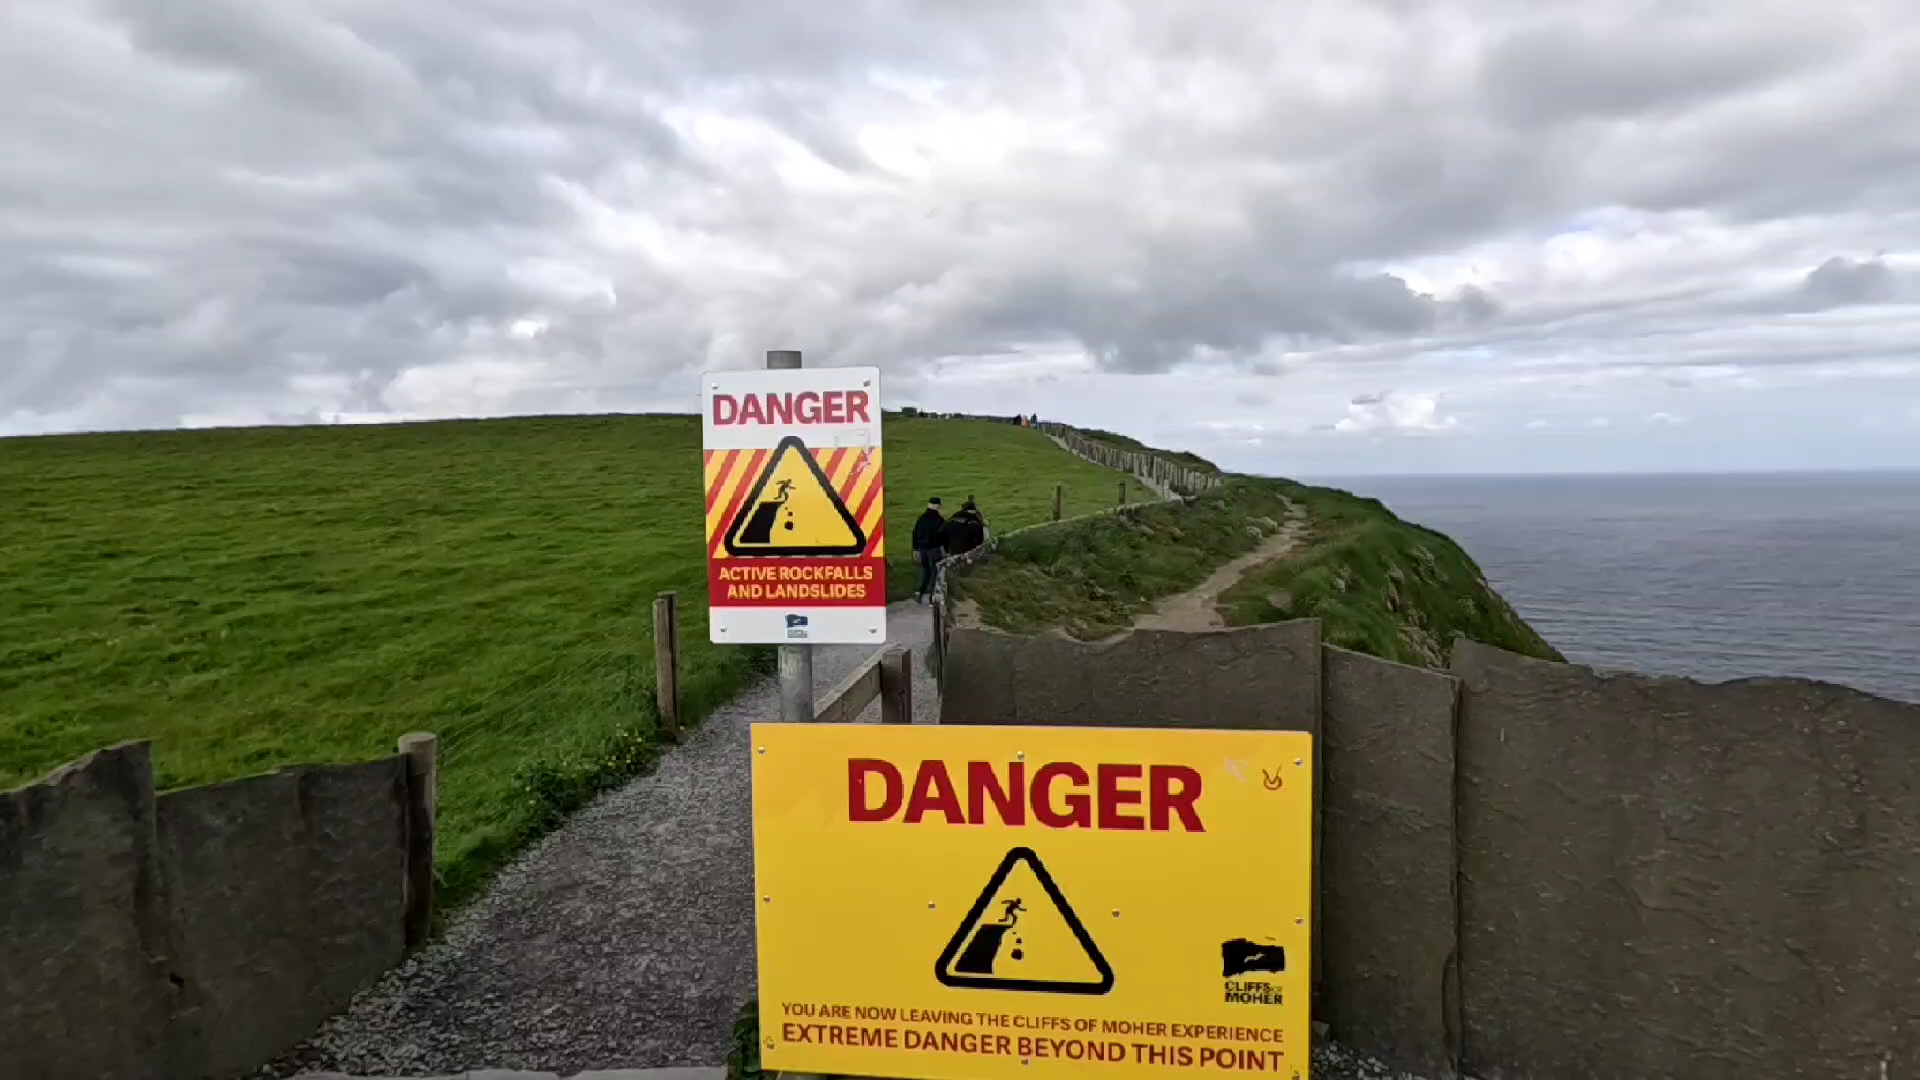 DANGER
ACTIVE ROCKFALLS
AND LANDSLIDES
DANGER
CLIFFS OF
MOHER
YOU ARE NOW LEAVING THE CLIFFS OF MOHER EXPERIENCE
EXTREME DANGER BEYOND THIS POINT